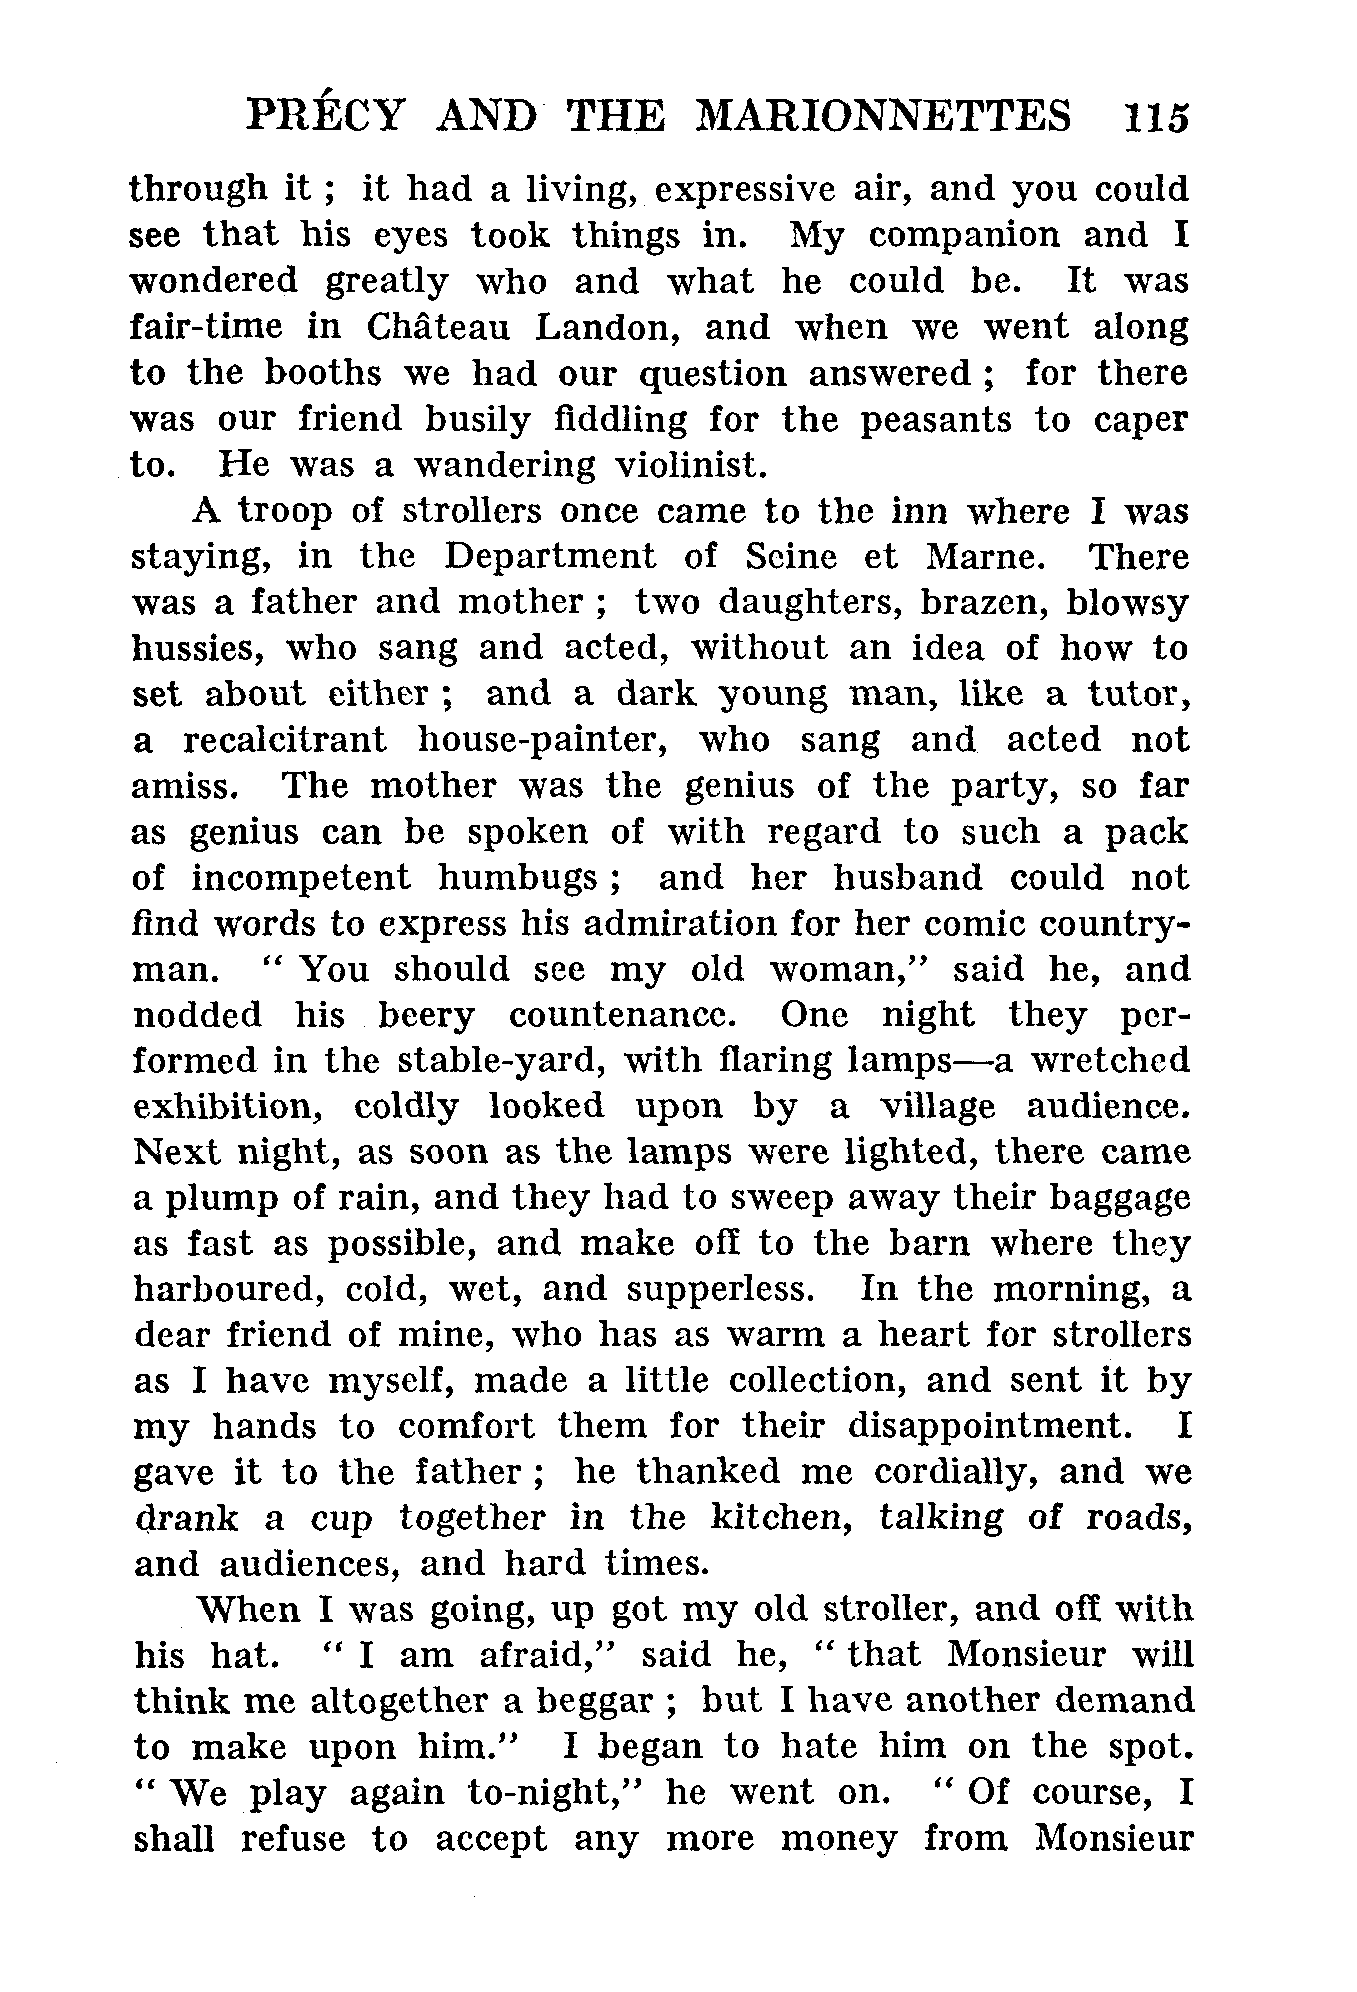 PRÉCY AND THE MARIONNETTES 115
through it ; it had a living, expressive air, and you could
see that his eyes took things in. My companion and I
wondered greatly who and what he could be. It was
fair-time in Château Landon, and when we went along
to the booths we had our question answered ; for there
was our friend busily fiddling for the peasants to caper
to. He was a wandering violinist.
A troop of strollers once came to the inn where I was
staying, in the Department of Seine et Marne. There
was a father and mother ; two daughters, brazen, blowsy
hussies, who sang and acted, without an idea of how to
set about either ; and a dark young man, like a tutor,
a recalcitrant house-painter, who sang and acted not
amiss. The mother was the genius of the party, so far
as genius can be spoken of with regard to such a pack
of incompetent humbugs ; and her husband could not
find words to express his admiration for her comic country-
man. “ You should see my old woman,” said he, and
nodded his beery countenance. One night they per-
formed in the stable-yard, with flaring lamps—a wretched
exhibition, coldly looked upon by a village audience.
Next night, as soon as the lamps were lighted, there came
a plump of rain, and they had to sweep away their baggage
as fast as possible, and make off to the barn where they
harboured, cold, wet, and supperless. In the morning, a
dear friend of mine, who has as warm a heart for strollers
as I have myself, made a little collection, and sent it by
my hands to comfort them for their disappointment. I
gave it to the father ; he thanked me cordially, and we
drank a cup together in the kitchen, talking of roads,
and audiences, and hard times.
When I was going, up got my old stroller, and off with
his hat. “ I am afraid,” said he, “ that Monsieur will
think me altogether a beggar ; but I have another demand
to make upon him.” I began to hate him on the spot.
“ We play again to-night,” he went on. “ Of course, I
shall refuse to accept any more money from Monsieur